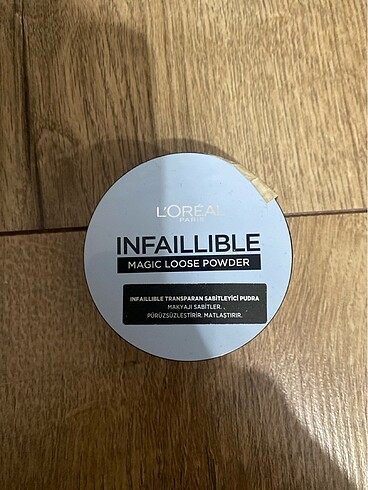 L'ORÉAL
PARIS
INFAILLIBLE
MAGIC LOOSE POWDER
INFAILLIBLE TRANSPARAN SABİTLEYİCİ PUDRA
MAKYAJI SABİTLER.
PÜRÜZSÜZLEŞTİRİR. MATLAŞTIRIR.